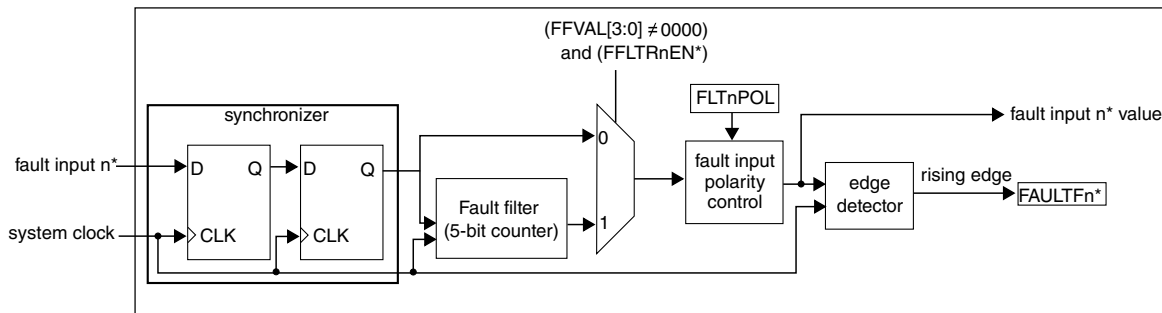 (FFVAL[3:0] ≠ 0000)
and (FFLTRnEN*)
FLTnPOL
synchronizer
fault input n* value
0
fault input n*
D Q
D Q
fault input
polarity
control
edge
detector
rising edge
FAULTFn*
Fault filter
(5-bit counter)
1
system clock
CLK
CLK